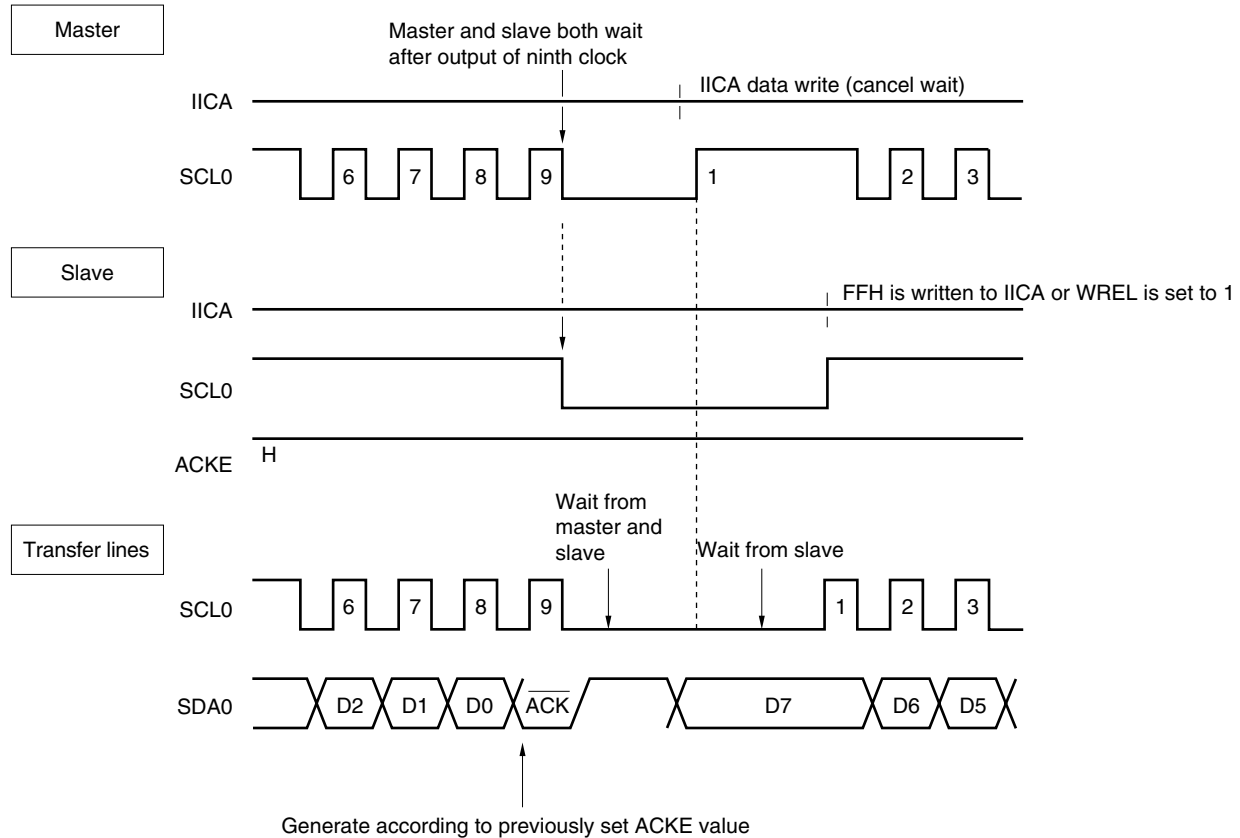 Master
Master and slave both wait
after output of ninth clock
IICA
IICA data write (cancel wait)
SCL0
6 7 8 9 1 2 3
Slave
IICA
FFH is written to IICA or WREL is set to 1
SCL0
ACKE
H
Transfer lines
Wait from
master and
slave
Wait from slave
SCL0
6 7 8 9 1 2 3
SDA0
D2 D1 D0 ACK D7 D6 D5
Generate according to previously set ACKE value